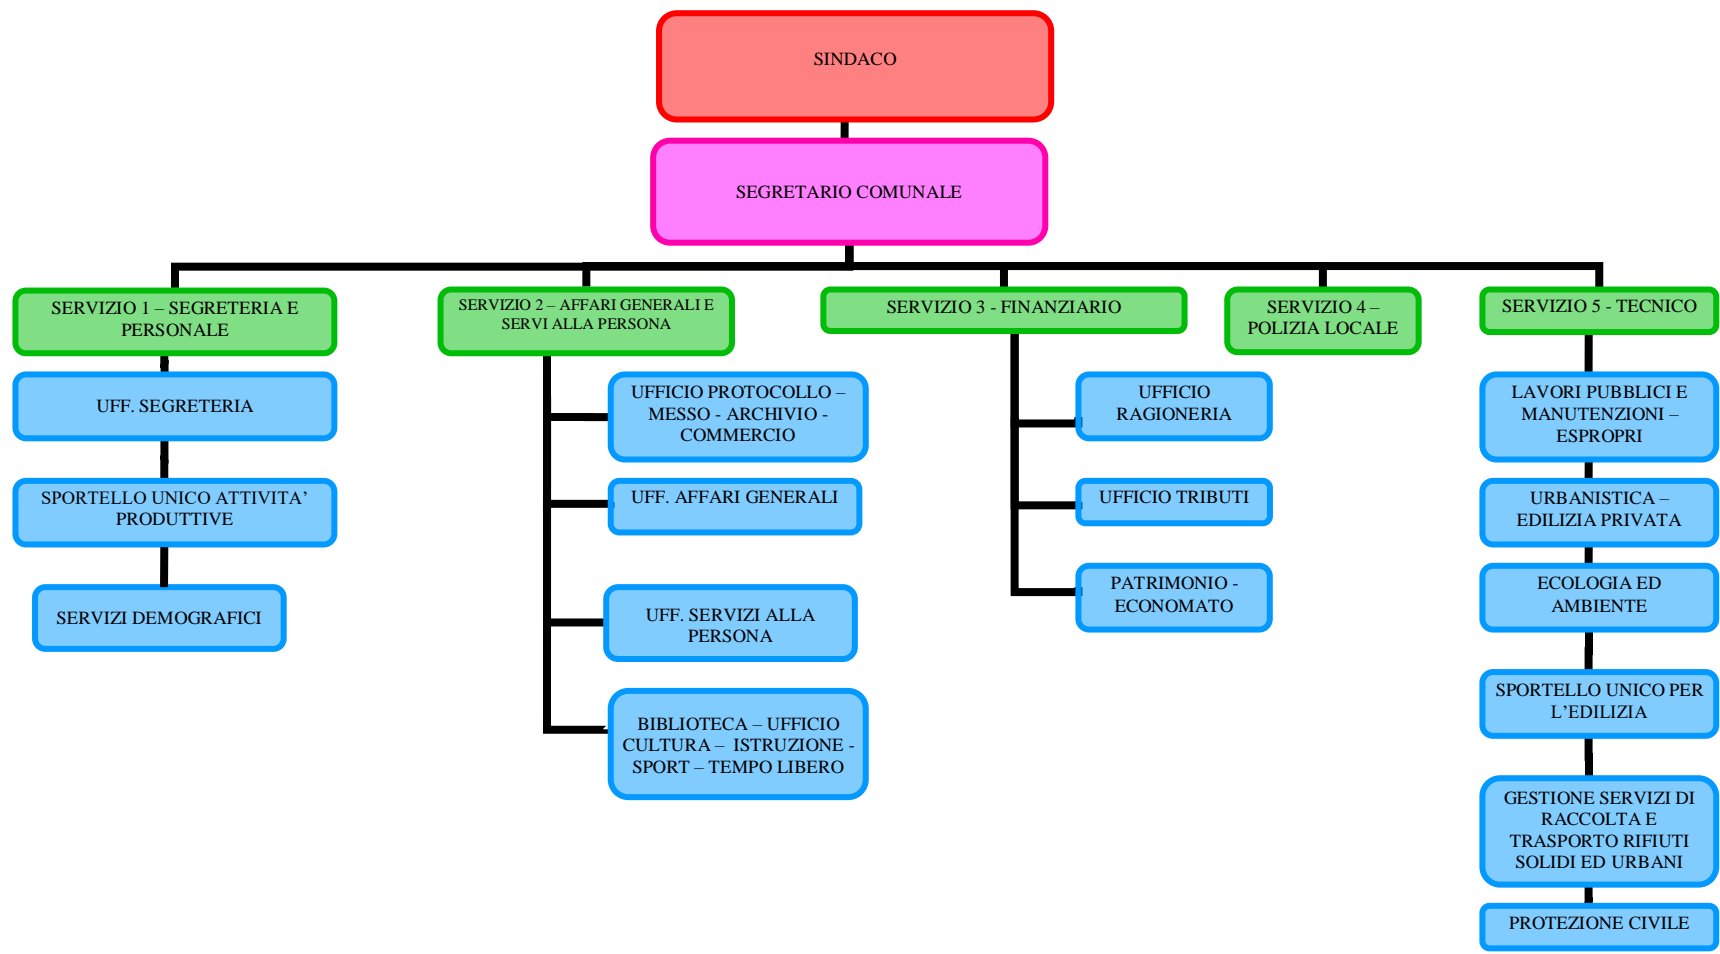 SINDACO
SEGRETARIO COMUNALE
SERVIZIO 1 – SEGRETERIA E
PERSONALE
UFF. SEGRETERIA
SPORTELLO UNICO ATTIVITA’
PRODUTTIVE
SERVIZI DEMOGRAFICI
SERVIZIO 2 – AFFARI GENERALI E
SERVI ALLA PERSONA
UFFICIO PROTOCOLLO –
MESSO - ARCHIVIO -
COMMERCIO
UFF. AFFARI GENERALI
UFF. SERVIZI ALLA
PERSONA
BIBLIOTECA – UFFICIO
CULTURA – ISTRUZIONE -
SPORT – TEMPO LIBERO
SERVIZIO 3 - FINANZIARIO
UFFICIO
RAGIONERIA
UFFICIO TRIBUTI
PATRIMONIO -
ECONOMATO
SERVIZIO 4 –
POLIZIA LOCALE
SERVIZIO 5 - TECNICO
LAVORI PUBBLICI E
MANUTENZIONI –
ESPROPRI
URBANISTICA –
EDILIZIA PRIVATA
ECOLOGIA ED
AMBIENTE
SPORTELLO UNICO PER
L’EDILIZIA
GESTIONE SERVIZI DI
RACCOLTA E
TRASPORTO RIFIUTI
SOLIDI ED URBANI
PROTEZIONE CIVILE